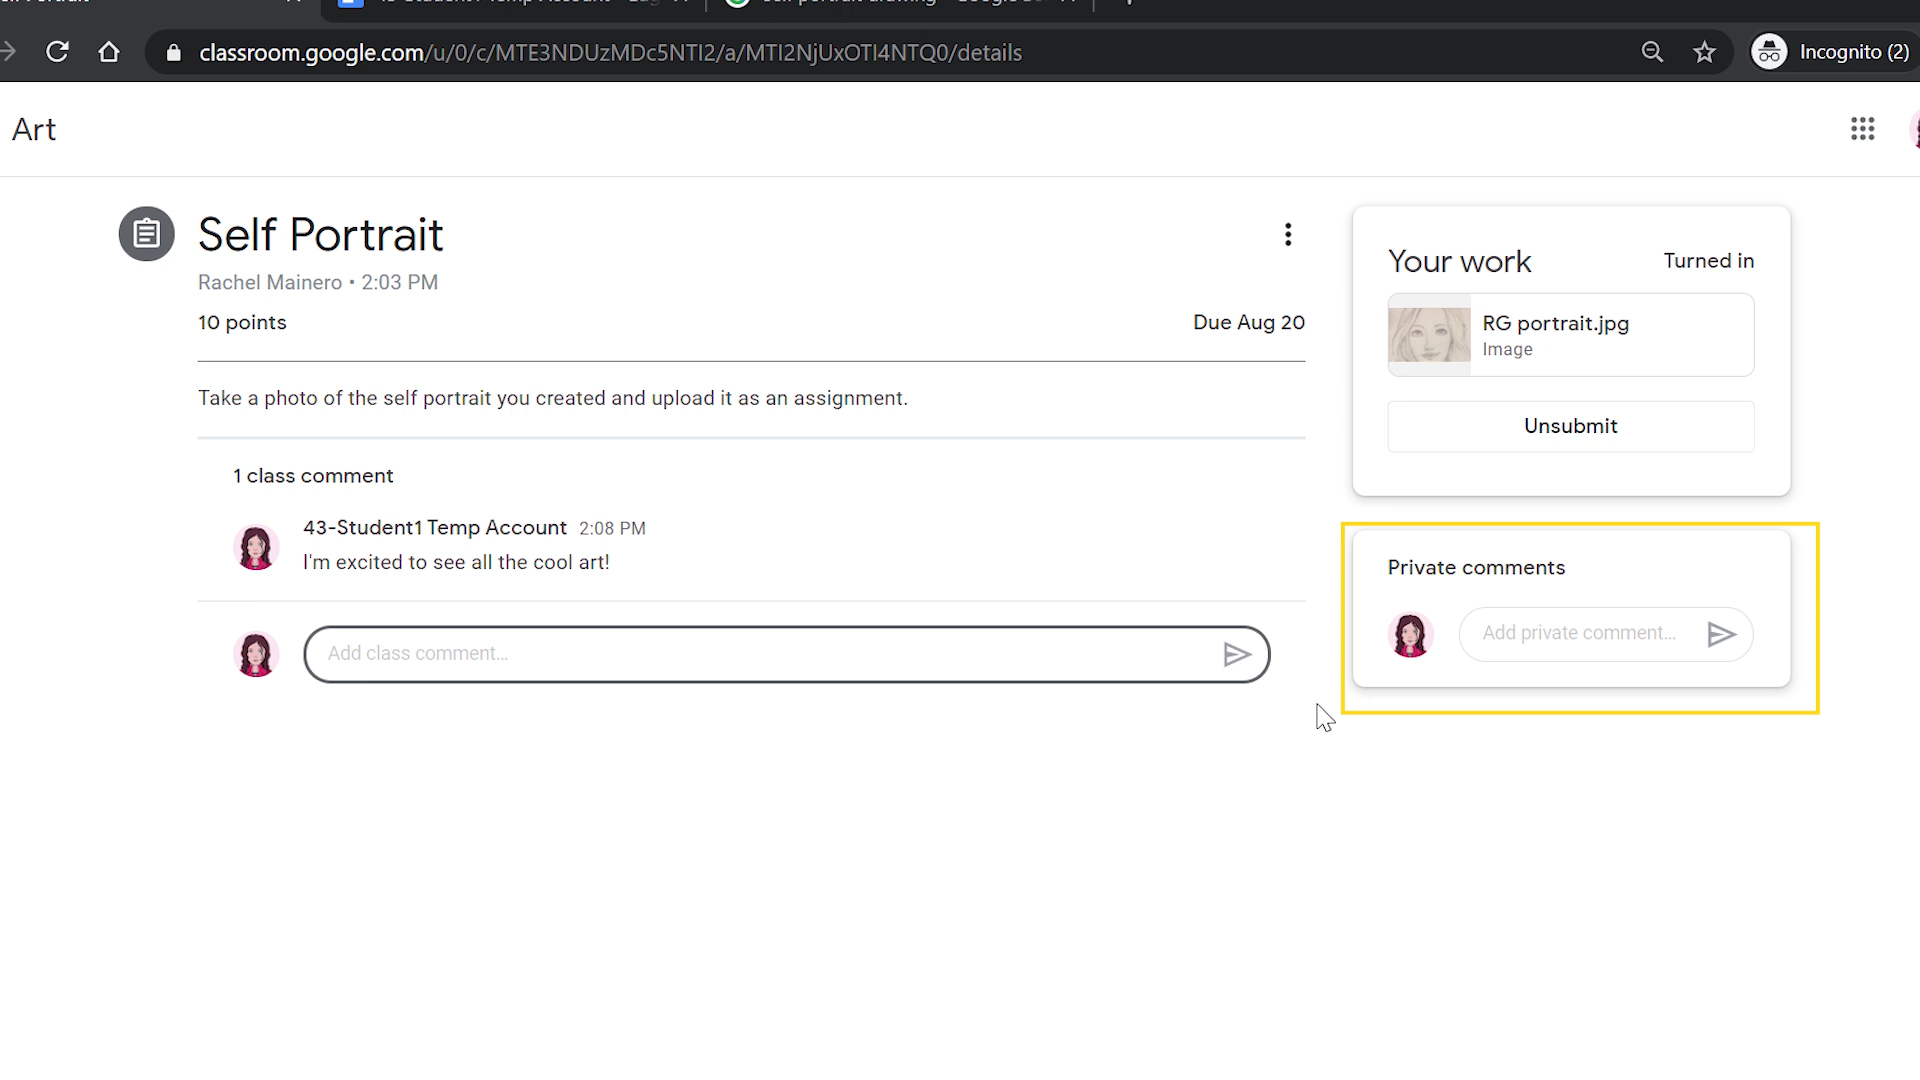 classroom.google.com/u/0/c/MTE3NDUzMDc5NTI2/a/MTI2NjUxOTI4NTQ0/details
Incognito (2)
Art
Self Portrait
Rachel Mainero • 2:03 PM
10 points
Due Aug 20
Take a photo of the self portrait you created and upload it as an assignment.
1 class comment
43-Student1 Temp Account 2:08 PM
I'm excited to see all the cool art!
Add class comment...
Your work
Turned in
RG portrait.jpg
Image
Unsubmit
Private comments
Add private comment...